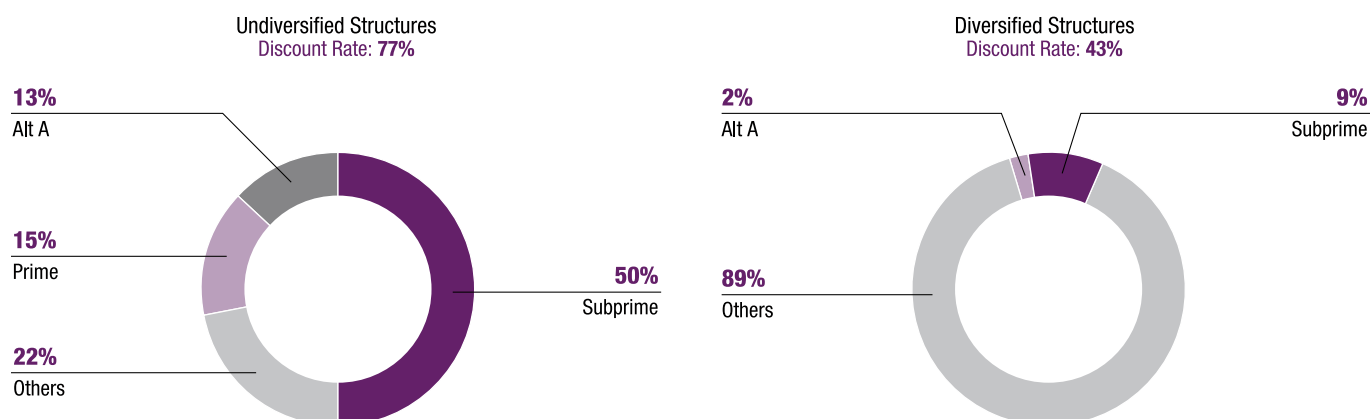 Undiversified Structures
Discount Rate: 77%
13%
Alt A
15%
Prime
50%
Subprime
22%
Others
Diversified Structures
Discount Rate: 43%
2%
Alt A
9%
Subprime
89%
Others